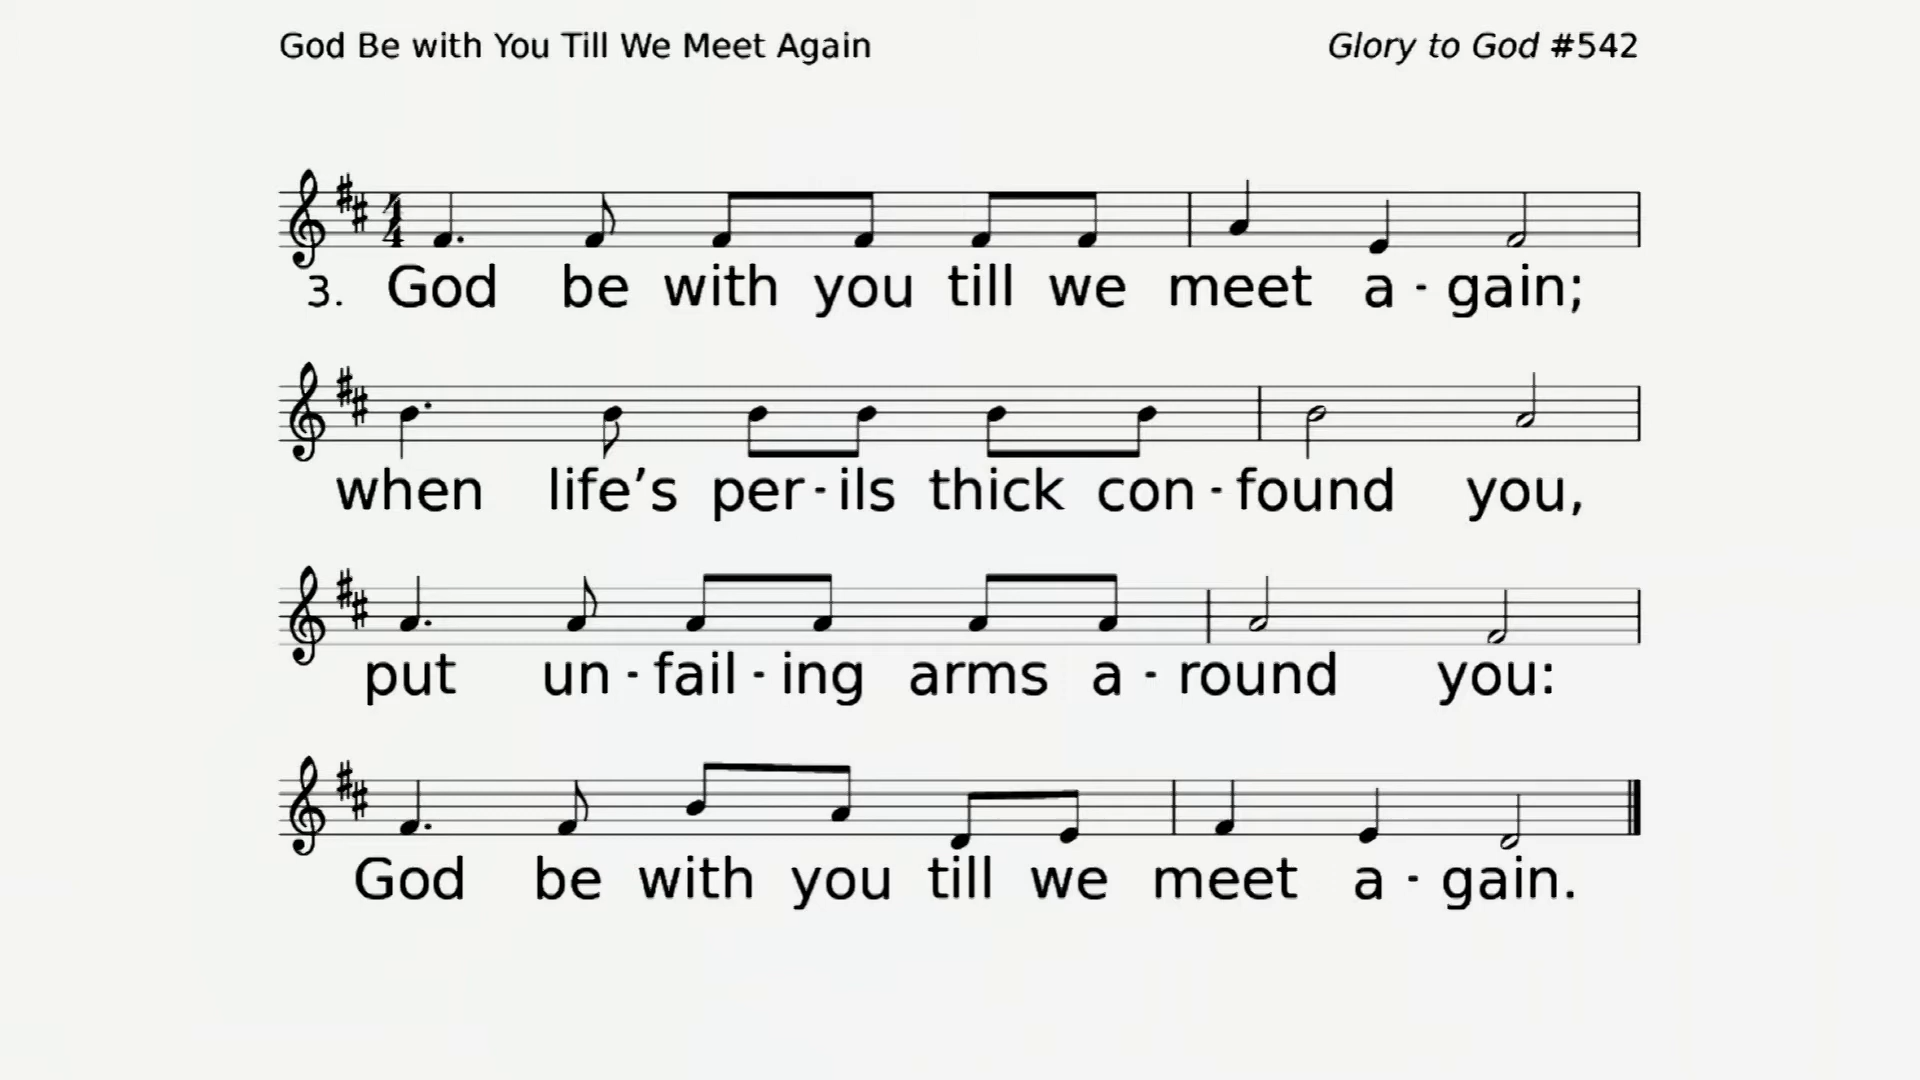 God Be with You Till We Meet Again
Glory to God #542
3. God be with you till we meet a - gain;
when life’s per - ils thick con - found you,
put un - fail - ing arms a - round you:
God be with you till we meet a - gain.